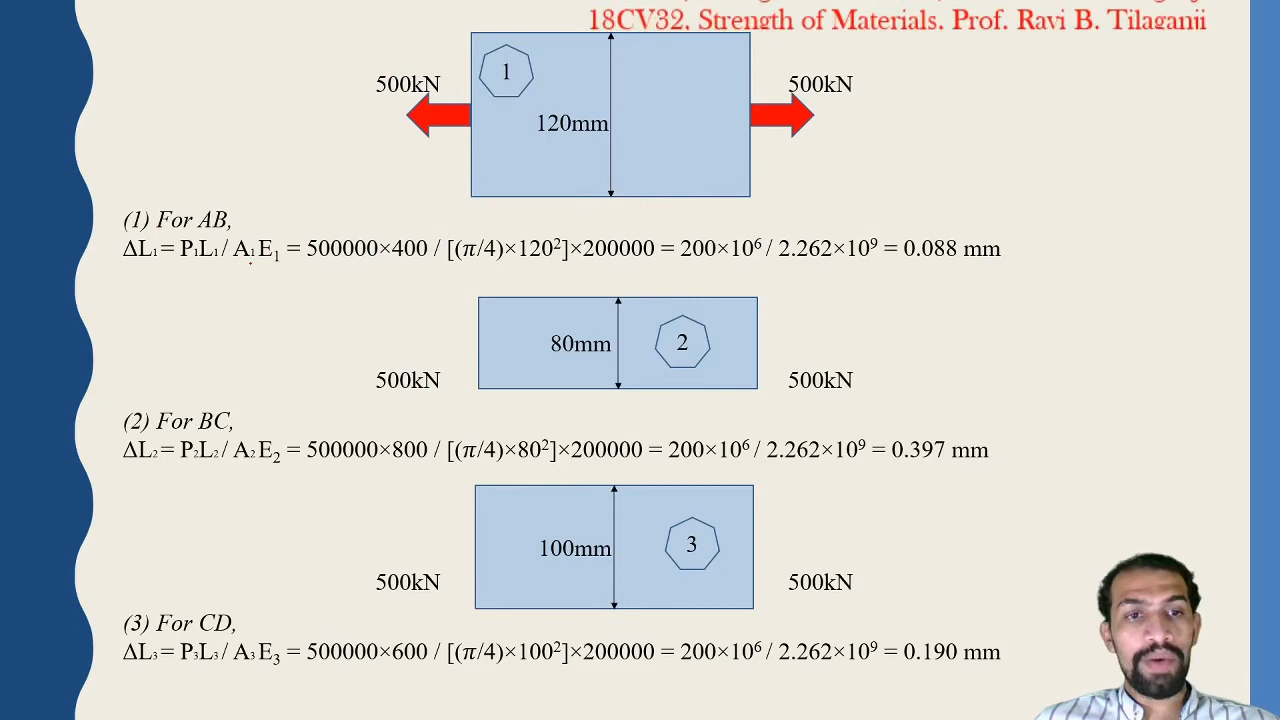 18CV32, Strength of Materials, Prof. Ravi B. Tilaganji
500kN
1
500kN
120mm
(1) For AB,
ΔL₁ = P₁L₁ / A₁E₁ = 500000×400 / [(π/4)×120²]×200000 = 200×10⁶ / 2.262×10⁹ = 0.088 mm
80mm
2
500kN
500kN
(2) For BC,
ΔL₂ = P₂L₂ / A₂E₂ = 500000×800 / [(π/4)×80²]×200000 = 200×10⁶ / 2.262×10⁹ = 0.397 mm
100mm
3
500kN
500kN
(3) For CD,
ΔL₃ = P₃L₃ / A₃E₃ = 500000×600 / [(π/4)×100²]×200000 = 200×10⁶ / 2.262×10⁹ = 0.190 mm